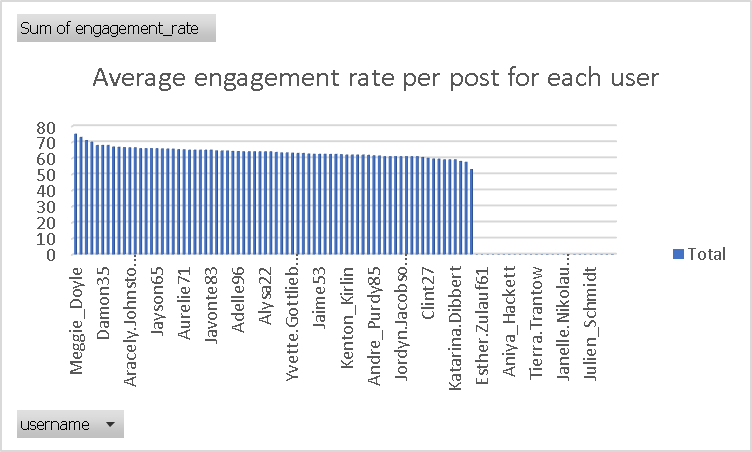 Sum of engagement_rate
Average engagement rate per post for each user
80
70
60
50
40
30
20
10
0
Meggie_Doyle
Damon35
Aracely.Johnsto...
Jayson65
Aurelie71
Javonte83
Adelle96
Alysa22
Yvette.Gottlieb...
Jaime53
Kenton_Kirlin
Andre_Purdy85
Jordyn.Jacobso...
Clint27
Katarina.Dibbert
Esther.Zulauf61
Aniya_Hackett
Tierra.Trantow
Janelle.Nikolau...
Julien_Schmidt
Total
username